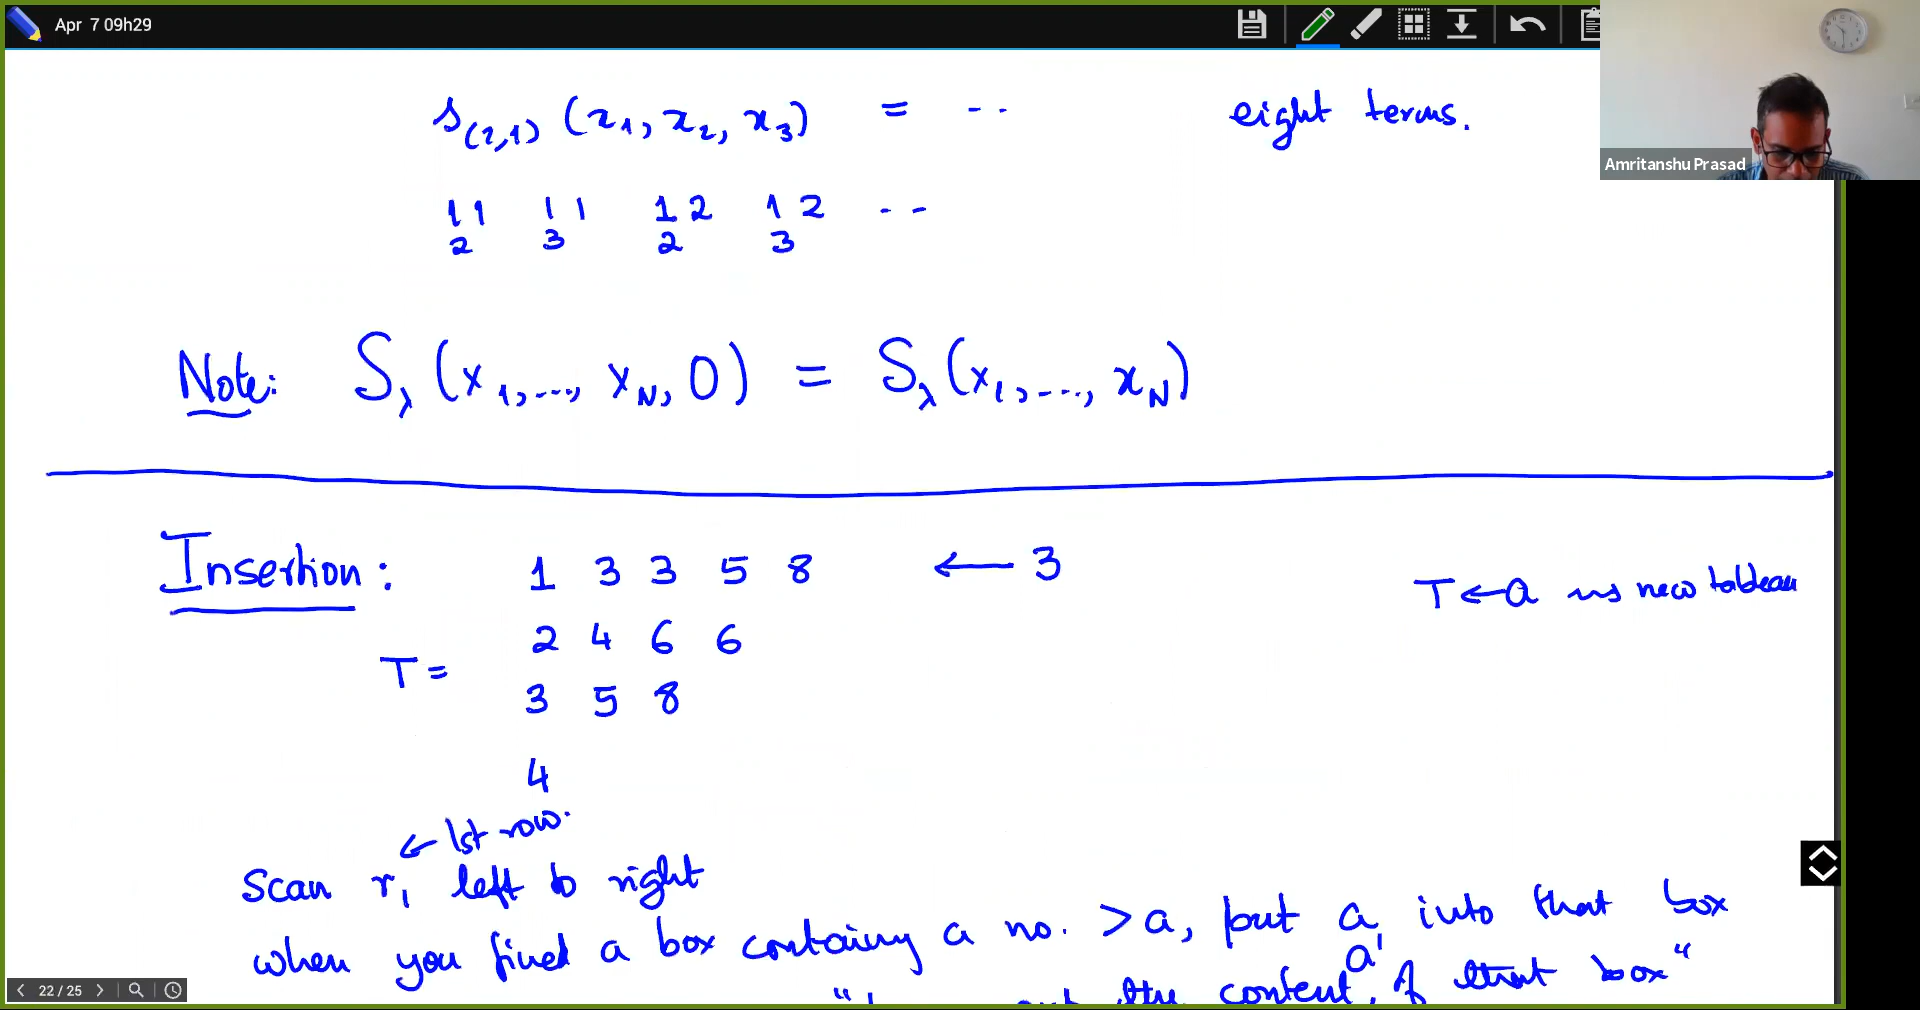 Apr 7 09h29
Amritanshu Prasad
s(2,1) (x1, x2, x3) = -- eight terms.
1 1 1 1 1 2 1 2 --
2 3 2 3
Note: Sλ(x1,..., xN, 0) = Sλ(x1,..., xN)
Insertion: 1 3 3 5 8 ← 3
T ← a new tableau
2 4 6 6
T =
3 5 8
4
← 1st row.
Scan r1 left to right
when you find a box containing a no. > a, put a into that box
a'
the content of that box"
22 / 25